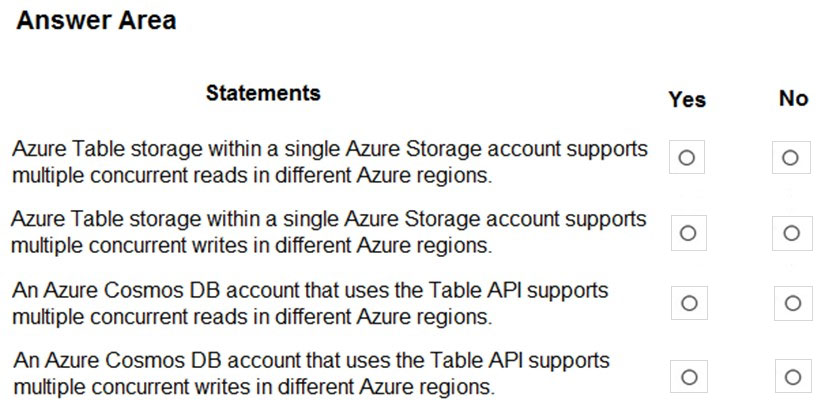 Answer Area
Statements
Yes
No
Azure Table storage within a single Azure Storage account supports
multiple concurrent reads in different Azure regions.
Azure Table storage within a single Azure Storage account supports
multiple concurrent writes in different Azure regions.
An Azure Cosmos DB account that uses the Table API supports
multiple concurrent reads in different Azure regions.
An Azure Cosmos DB account that uses the Table API supports
multiple concurrent writes in different Azure regions.